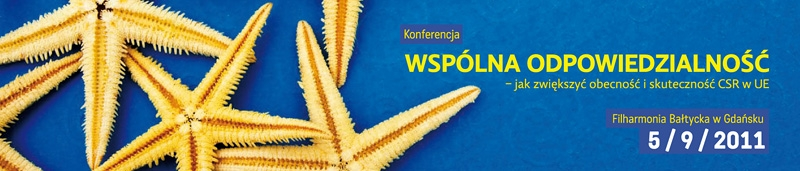 Konferencja
WSPÓLNA ODPOWIEDZIALNOŚĆ
– jak zwiększyć obecność i skuteczność CSR w UE
Filharmonia Bałtycka w Gdańsku
5 / 9 / 2011